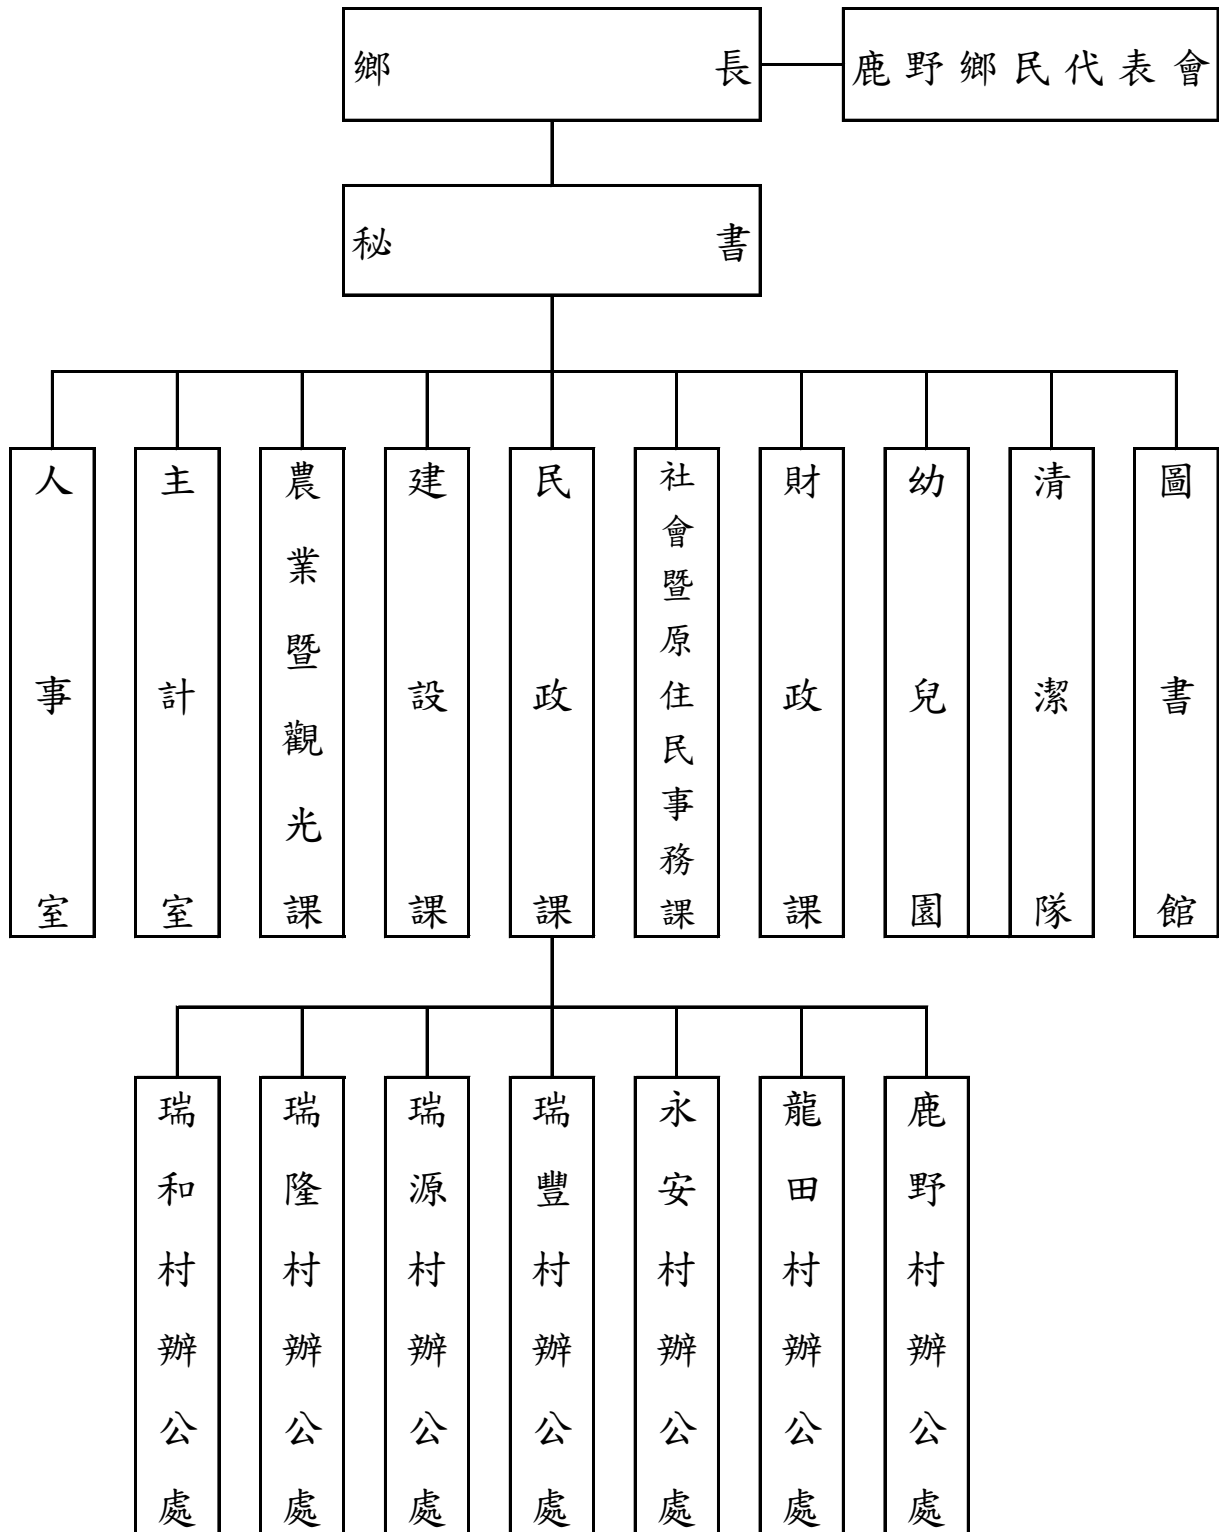 鄉長
鹿野鄉民代表會
秘書
人事室
主計室
農業暨觀光課
建設課
民政課
社會暨原住民事務課
財政課
幼兒園
清潔隊
圖書館
瑞和村辦公處
瑞隆村辦公處
瑞源村辦公處
瑞豐村辦公處
永安村辦公處
龍田村辦公處
鹿野村辦公處